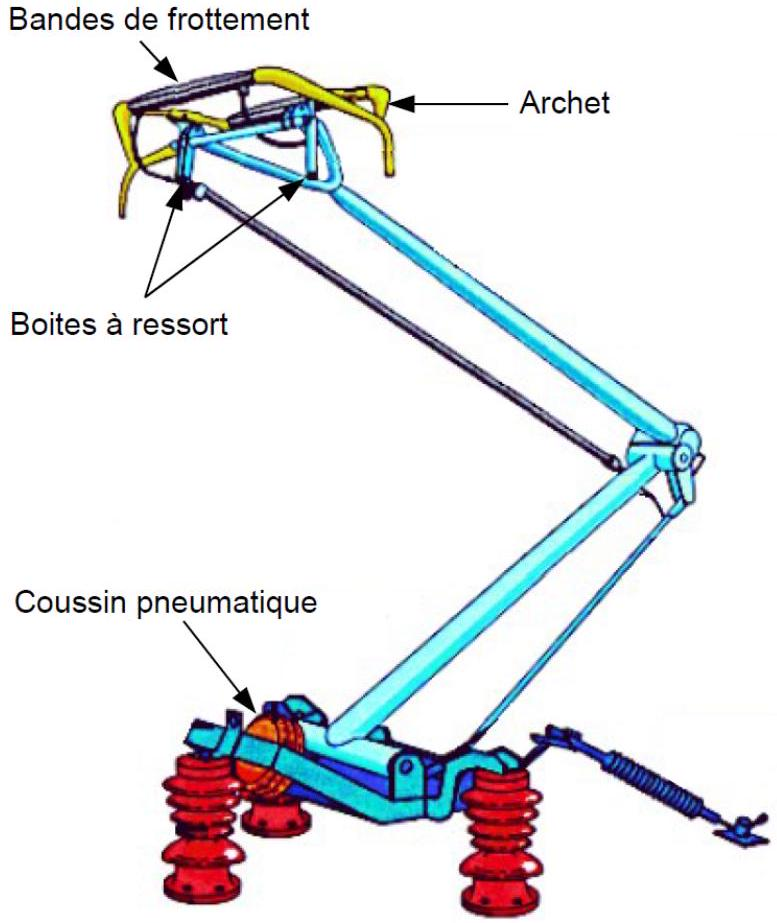 Bandes de frottement
Archet
Boites à ressort
Coussin pneumatique